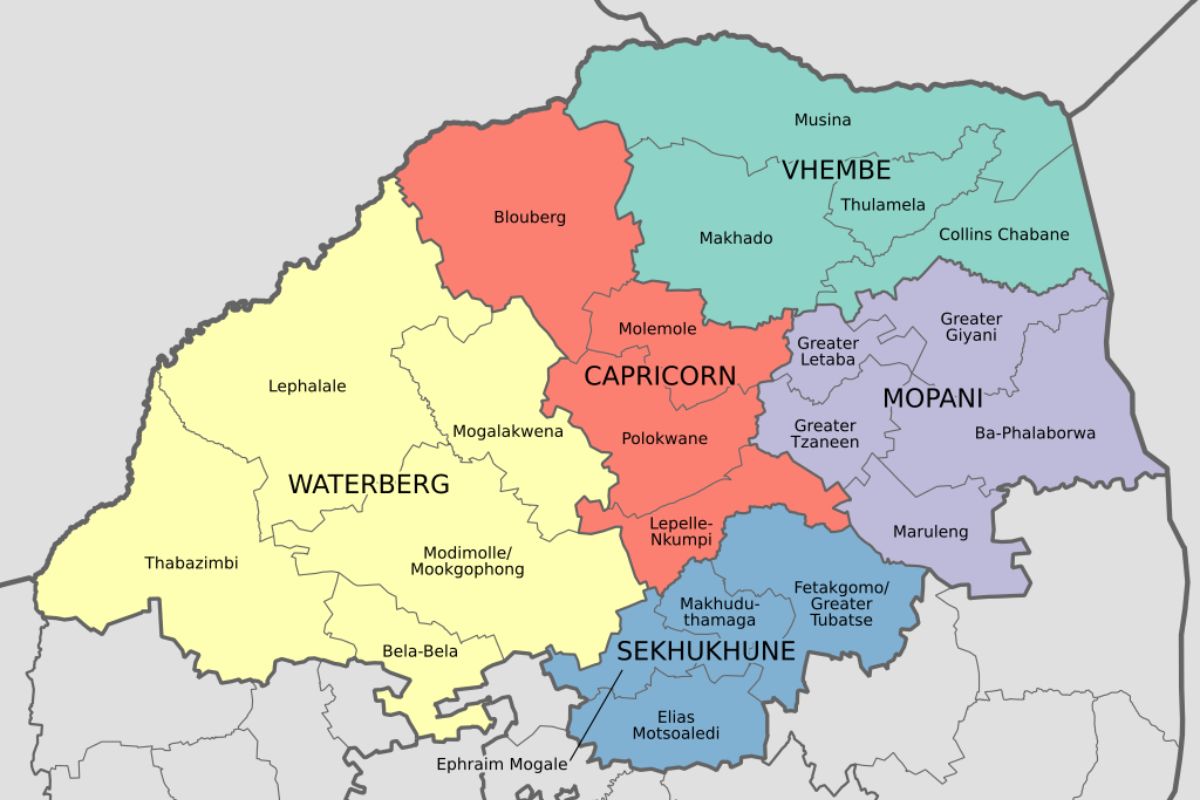 Musina
VHEMBE
Thulamela
Makhado
Collins Chabane
Blouberg
Molemole
CAPRICORN
Polokwane
Lepelle-
Nkumpi
Greater
Giyani
Greater
Letaba
MOPANI
Greater
Tzaneen
Ba-Phalaborwa
Maruleng
Lephalale
Mogalakwena
WATERBERG
Thabazimbi
Modimolle/
Mookgophong
Bela-Bela
Fetakgomo/
Greater
Tubatse
Makhudu-
thamaga
SEKHUKHUNE
Elias
Motsoaledi
Ephraim Mogale